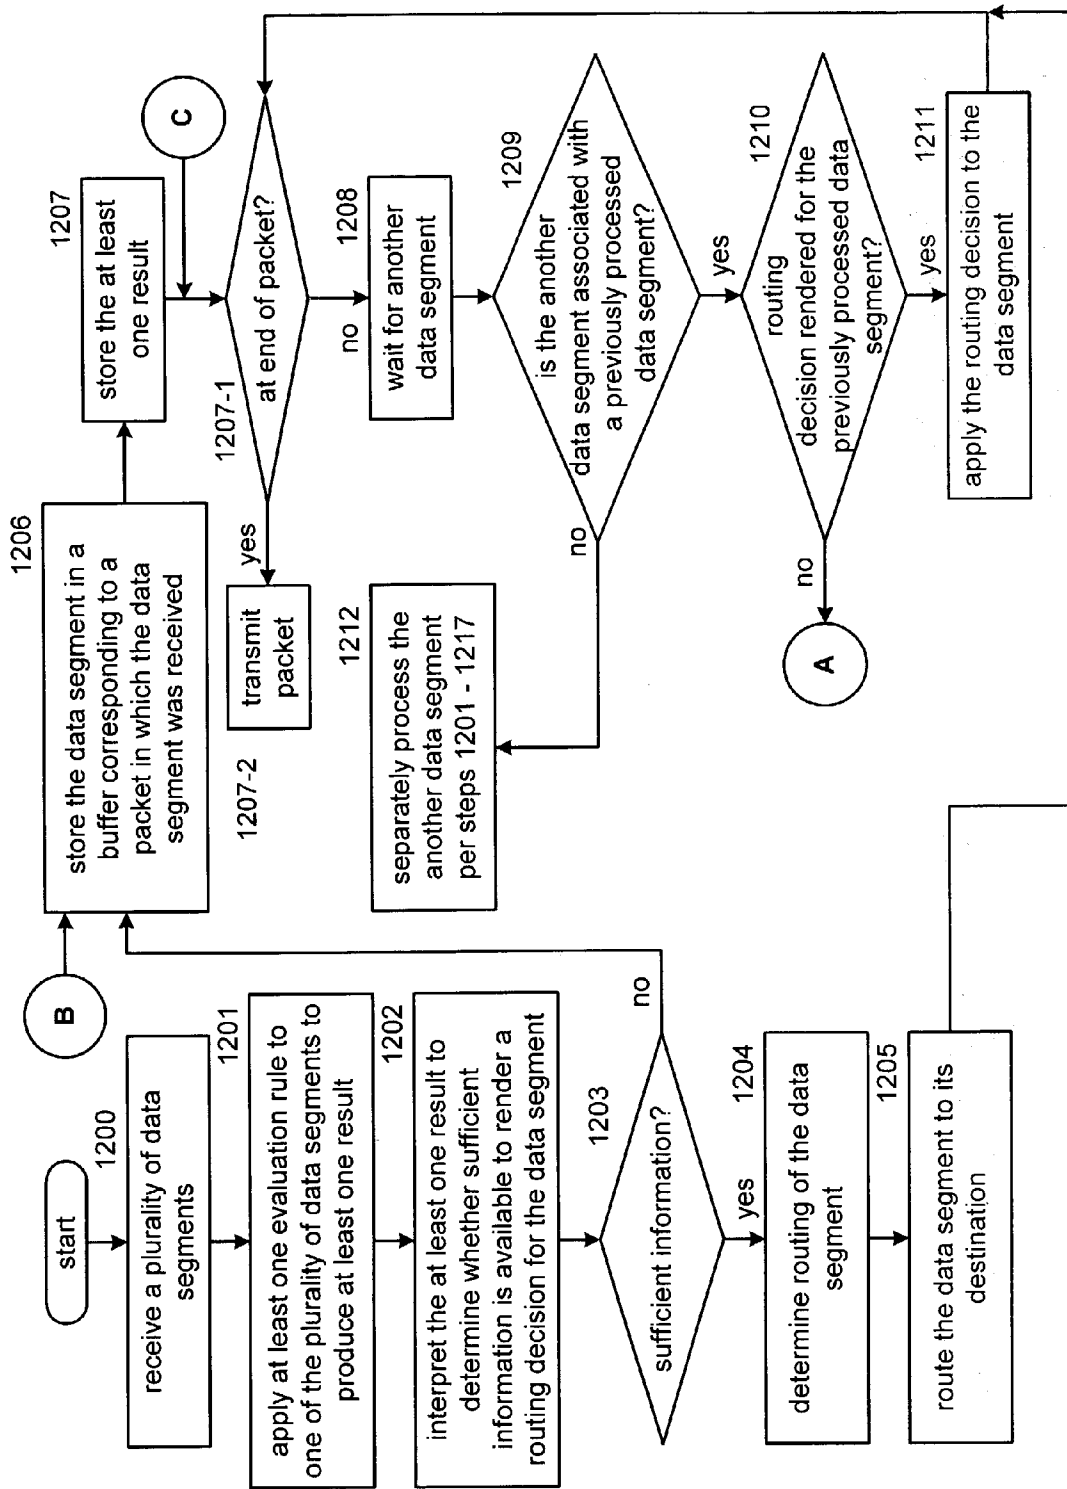 start
1200
receive a plurality of data
segments
1201
apply at least one evaluation rule to
one of the plurality of data segments to
produce at least one result
1202
interpret the at least one result to
determine whether sufficient
information is available to render a
routing decision for the data segment
1203
sufficient information?
no
yes
1204
determine routing of the data
segment
1205
route the data segment to its
destination
B
1206
store the data segment in a
buffer corresponding to a
packet in which the data
segment was received
1207
store the at least
one result
C
1207-1
at end of packet?
yes
1207-2
transmit
packet
no
1208
wait for another
data segment
1209
is the another
data segment associated with
a previously processed
data segment?
no
1212
separately process the
another data segment
per steps 1201 - 1217
yes
1210
routing
decision rendered for the
previously processed data
segment?
no
A
yes
1211
apply the routing decision to the
data segment